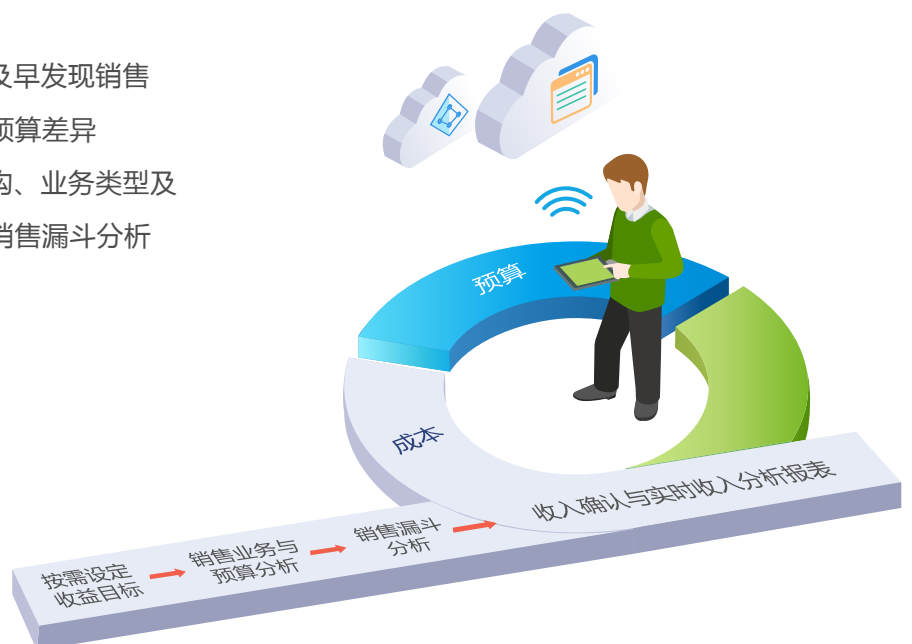 及早发现销售
预算差异
构、业务类型及
销售漏斗分析
预算
成本
按需设定
收益目标
销售业务与
预算分析
销售漏斗
分析
收入确认与实时收入分析报表